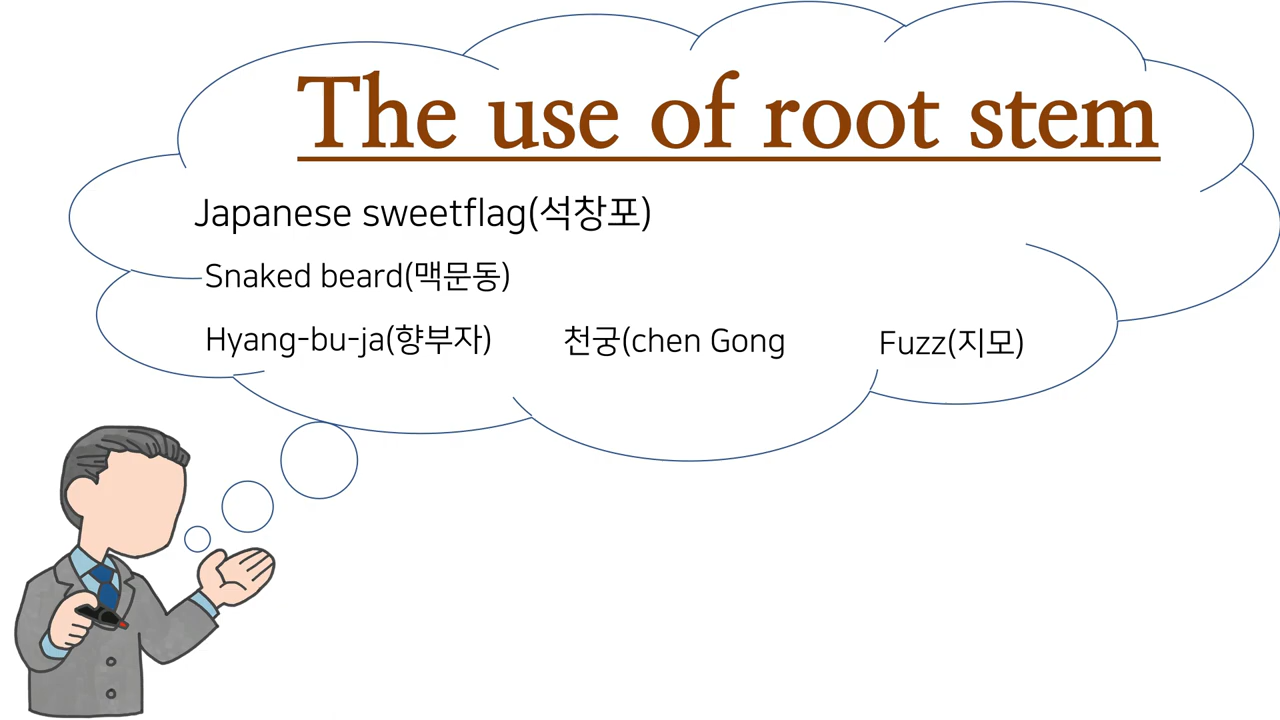 The use of root stem
Japanese sweetflag(석창포)
Snaked beard(맥문동)
Hyang-bu-ja(향부자) 천궁(chen Gong Fuzz(지모)